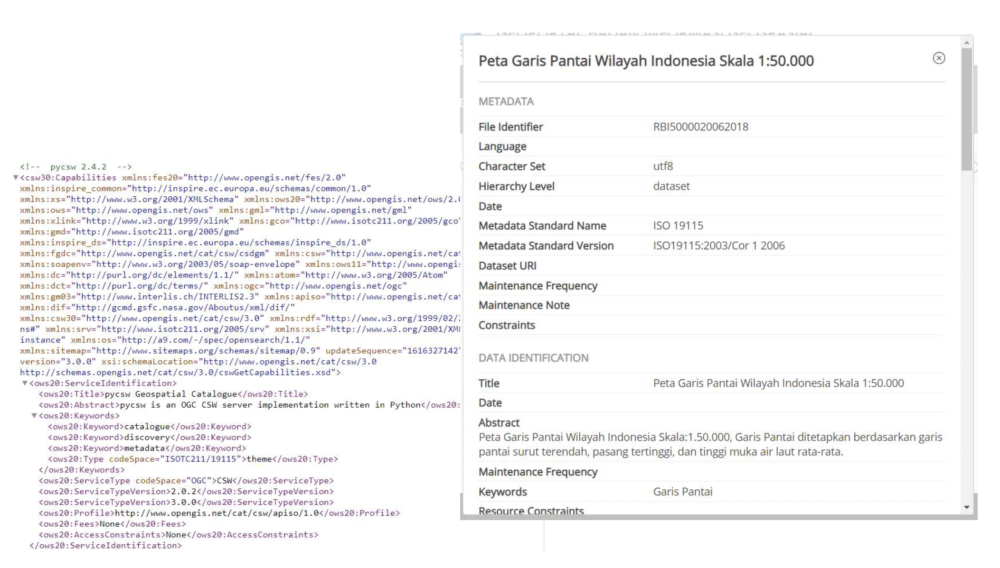 <!-- pycsw 2.4.2 -->
<csw30:Capabilities xmlns:fes20="http://www.opengis.net/fes/2.0"
xmlns:inspire_common="http://inspire.ec.europa.eu/schemas/common/1.0"
xmlns:xs="http://www.w3.org/2001/XMLSchema" xmlns:ows20="http://www.opengis.net/ows/2.
xmlns:ows="http://www.opengis.net/ows" xmlns:gml="http://www.opengis.net/gml"
xmlns:xlink="http://www.w3.org/1999/xlink" xmlns:gco="http://www.isotc211.org/2005/gco"
xmlns:gmd="http://www.isotc211.org/2005/gmd"
xmlns:inspire_ds="http://inspire.ec.europa.eu/schemas/inspire_ds/1.0"
xmlns:fgdc="http://www.opengis.net/cat/csw/csdgm" xmlns:csw="http://www.opengis.net/cat
xmlns:soapenv="http://www.w3.org/2003/05/soap-envelope" xmlns:ows11="http://www.opengis
xmlns:dc="http://purl.org/dc/elements/1.1/" xmlns:atom="http://www.w3.org/2005/Atom"
xmlns:dct="http://purl.org/dc/terms/" xmlns:ogc="http://www.opengis.net/ogc"
xmlns:gm03="http://www.interlis.ch/INTERLIS2.3" xmlns:apiso="http://www.opengis.net/cat
xmlns:dif="http://gcmd.gsfc.nasa.gov/Aboutus/xml/dif/"
xmlns:csw30="http://www.opengis.net/cat/csw/3.0" xmlns:rdf="http://www.w3.org/1999/02/
ns#" xmlns:srv="http://www.isotc211.org/2005/srv" xmlns:xsi="http://www.w3.org/2001/XML
instance" xmlns:os="http://a9.com/-/spec/opensearch/1.1/"
xmlns:sitemap="http://www.sitemaps.org/schemas/sitemap/0.9" updateSequence="1616327142"
version="3.0.0" xsi:schemaLocation="http://www.opengis.net/cat/csw/3.0
http://schemas.opengis.net/cat/csw/3.0/cswGetCapabilities.xsd">
<ows20:ServiceIdentification>
<ows20:Title>pycsw Geospatial Catalogue</ows20:Title>
<ows20:Abstract>pycsw is an OGC CSW server implementation written in Python</ows20:
<ows20:Keywords>
<ows20:Keyword>catalogue</ows20:Keyword>
<ows20:Keyword>discovery</ows20:Keyword>
<ows20:Keyword>metadata</ows20:Keyword>
<ows20:Type codeSpace="ISOTC211/19115">theme</ows20:Type>
</ows20:Keywords>
<ows20:ServiceType codeSpace="OGC">CSW</ows20:ServiceType>
<ows20:ServiceTypeVersion>2.0.2</ows20:ServiceTypeVersion>
<ows20:ServiceTypeVersion>3.0.0</ows20:ServiceTypeVersion>
<ows20:Profile>http://www.opengis.net/cat/csw/apiso/1.0</ows20:Profile>
<ows20:Fees>None</ows20:Fees>
<ows20:AccessConstraints>None</ows20:AccessConstraints>
</ows20:ServiceIdentification>
Peta Garis Pantai Wilayah Indonesia Skala 1:50.000
METADATA
File Identifier RBI5000020062018
Language
Character Set utf8
Hierarchy Level dataset
Date
Metadata Standard Name ISO 19115
Metadata Standard Version ISO19115:2003/Cor 1 2006
Dataset URI
Maintenance Frequency
Maintenance Note
Constraints
DATA IDENTIFICATION
Title Peta Garis Pantai Wilayah Indonesia Skala 1:50.000
Date
Abstract
Peta Garis Pantai Wilayah Indonesia Skala:1.50.000, Garis Pantai ditetapkan berdasarkan garis
pantai surut terendah, pasang tertinggi, dan tinggi muka air laut rata-rata.
Maintenance Frequency
Keywords Garis Pantai
Resource Constraints